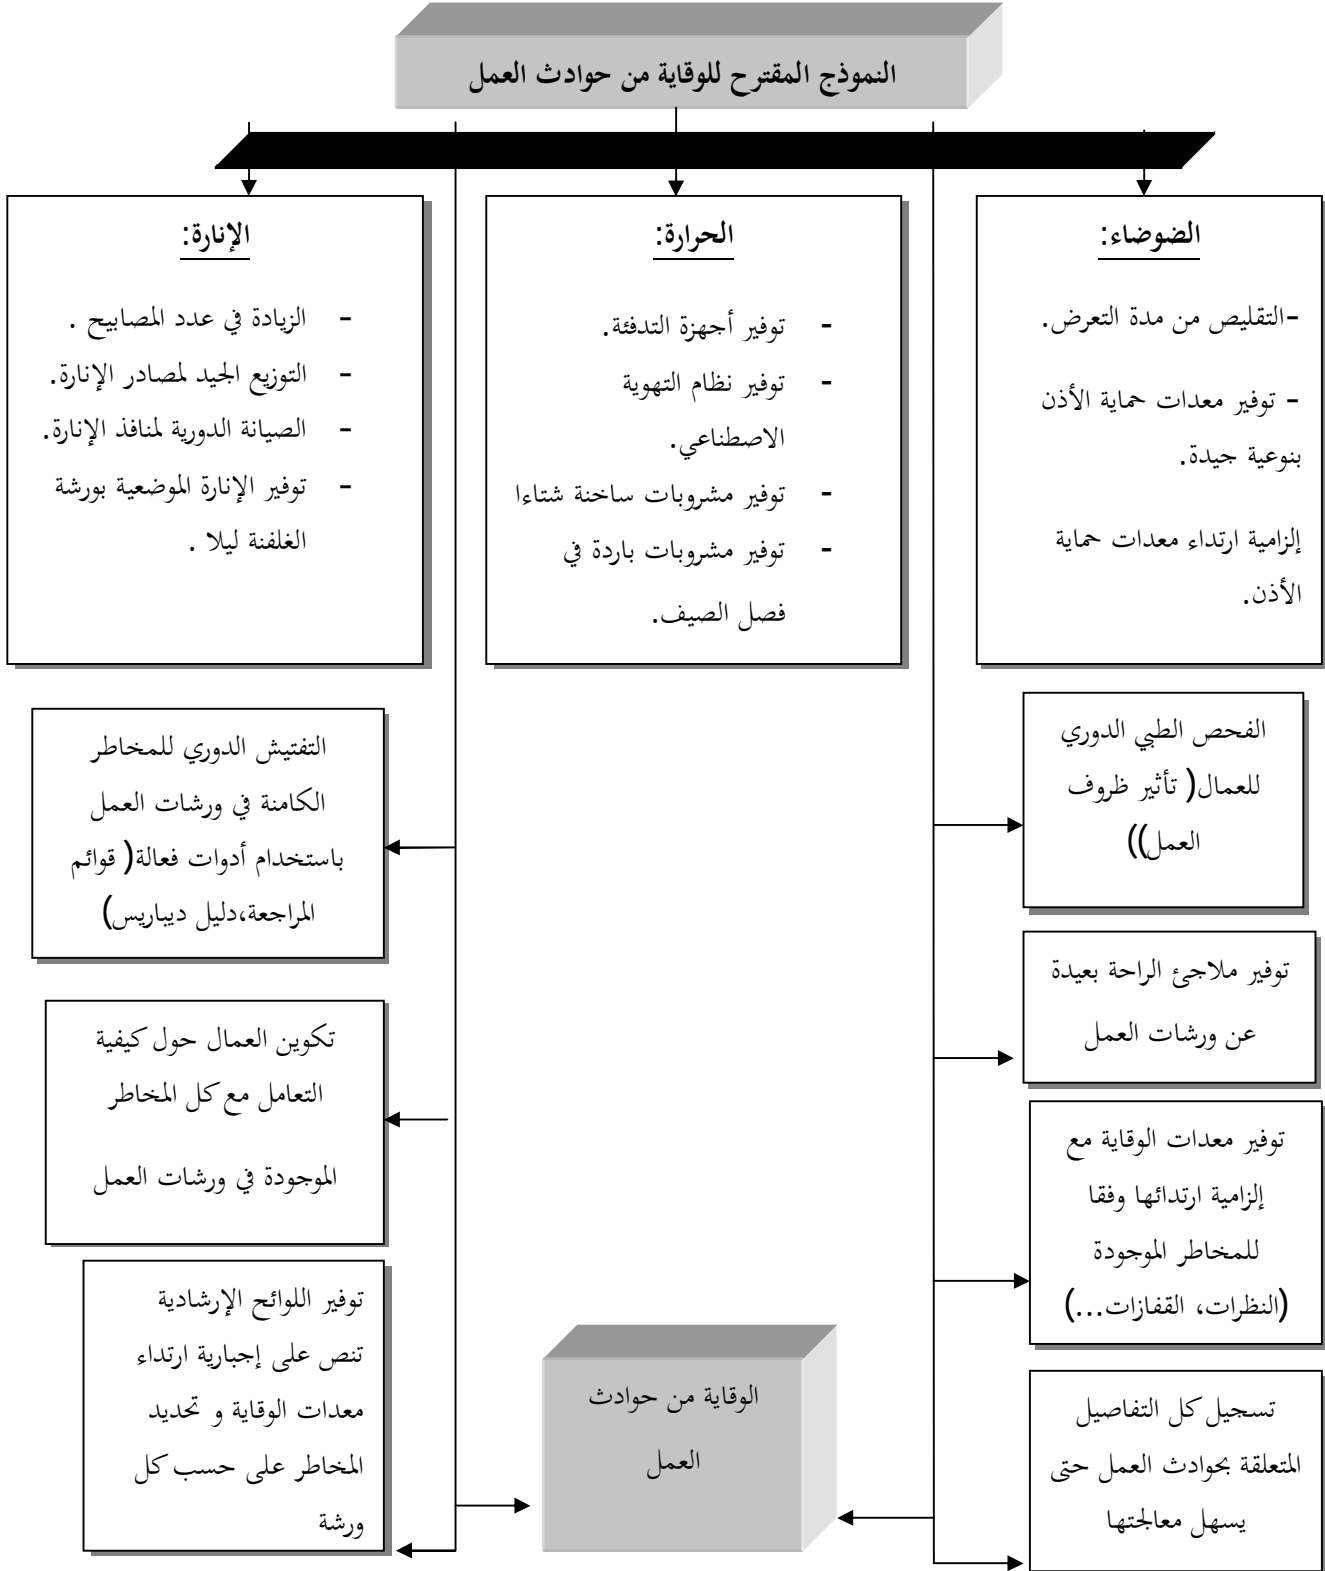 النموذج المقترح للوقاية من حوادث العمل
الضوضاء:
-التقليص من مدة التعرض.
- توفير معدات حماية الأذن
بنوعية جيدة.
إلزامية ارتداء معدات حماية
الأذن.
الحرارة:
- توفير أجهزة التدفئة.
- توفير نظام التهوية
الاصطناعي.
- توفير مشروبات ساخنة شتاءا
- توفير مشروبات باردة في
فصل الصيف.
الإنارة:
- الزيادة في عدد المصابيح .
- التوزيع الجيد لمصادر الإنارة.
- الصيانة الدورية لمنافذ الإنارة.
- توفير الإنارة الموضعية بورشة
الغلفنة ليلا .
الفحص الطبي الدوري
للعمال( تأثير ظروف
العمل))
توفير ملاجئ الراحة بعيدة
عن ورشات العمل
توفير معدات الوقاية مع
إلزامية ارتدائها وفقا
للمخاطر الموجودة
(النظرات، القفازات...)
تسجيل كل التفاصيل
المتعلقة بحوادث العمل حتى
يسهل معالجتها
التفتيش الدوري للمخاطر
الكامنة في ورشات العمل
باستخدام أدوات فعالة( قوائم
المراجعة،دليل ديباريس)
تكوين العمال حول كيفية
التعامل مع كل المخاطر
الموجودة في ورشات العمل
توفير اللوائح الإرشادية
تنص على إجبارية ارتداء
معدات الوقاية و تحديد
المخاطر على حسب كل
ورشة
الوقاية من حوادث
العمل